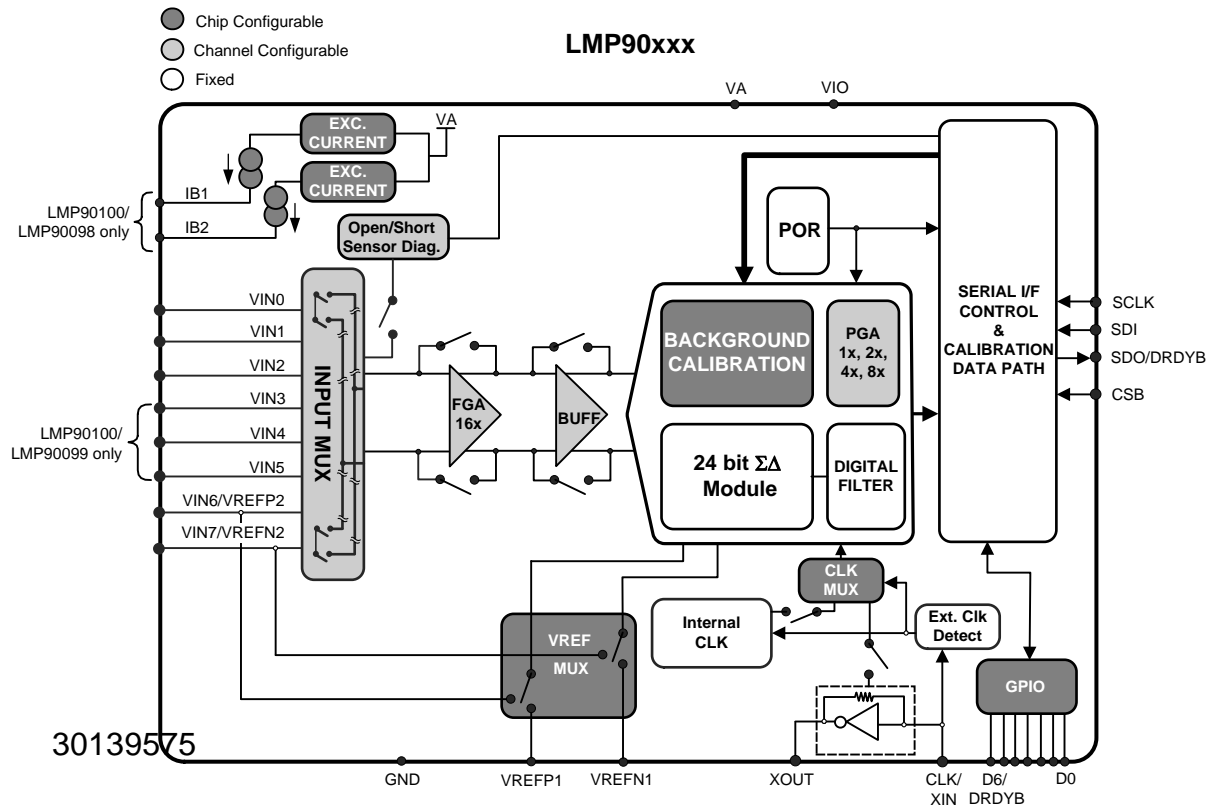 Chip Configurable
Channel Configurable
Fixed
LMP90xxx
VA
VIO
EXC.
CURRENT
VA
EXC.
CURRENT
IB1
IB2
LMP90100/
LMP90098 only
Open/Short
Sensor Diag.
POR
SERIAL I/F
CONTROL
&
CALIBRATION
DATA PATH
SCLK
SDI
SDO/DRDYB
CSB
VIN0
VIN1
VIN2
VIN3
VIN4
VIN5
VIN6/VREFP2
VIN7/VREFN2
LMP90100/
LMP90099 only
INPUT MUX
FGA
16x
BUFF
BACKGROUND
CALIBRATION
PGA
1x, 2x,
4x, 8x
24 bit ΣΔ
Module
DIGITAL
FILTER
CLK
MUX
Internal
CLK
Ext. Clk
Detect
VREF
MUX
GPIO
30139575
GND
VREFP1
VREFN1
XOUT
CLK/
XIN
D6/
DRDYB
D0